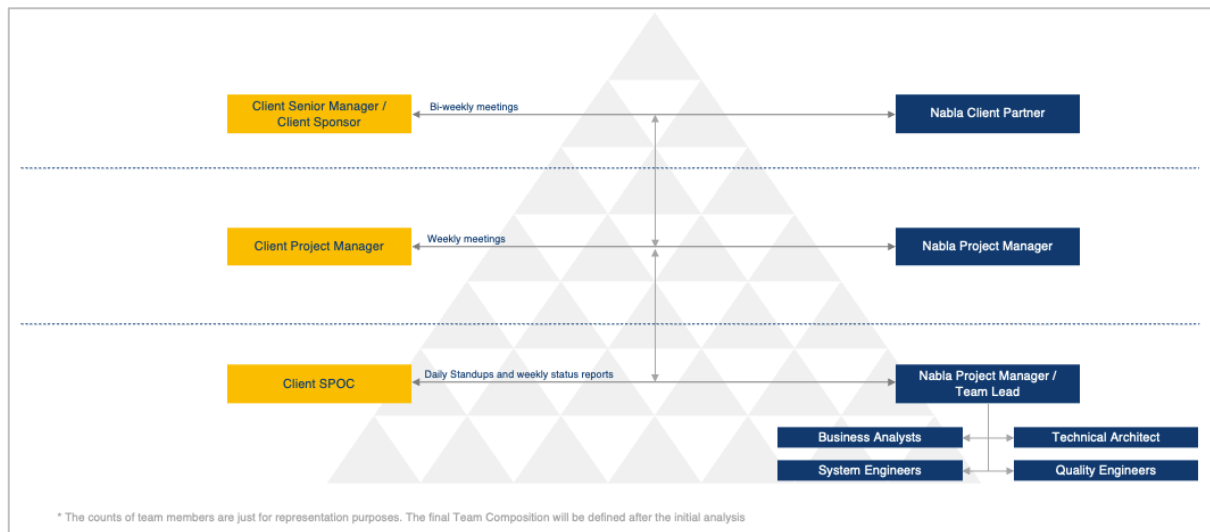 Client Senior Manager /
Client Sponsor
Bi-weekly meetings
Nabla Client Partner
Client Project Manager
Weekly meetings
Nabla Project Manager
Client SPOC
Daily Standups and weekly status reports
Nabla Project Manager /
Team Lead
Business Analysts
Technical Architect
System Engineers
Quality Engineers
* The counts of team members are just for representation purposes. The final Team Composition will be defined after the initial analysis